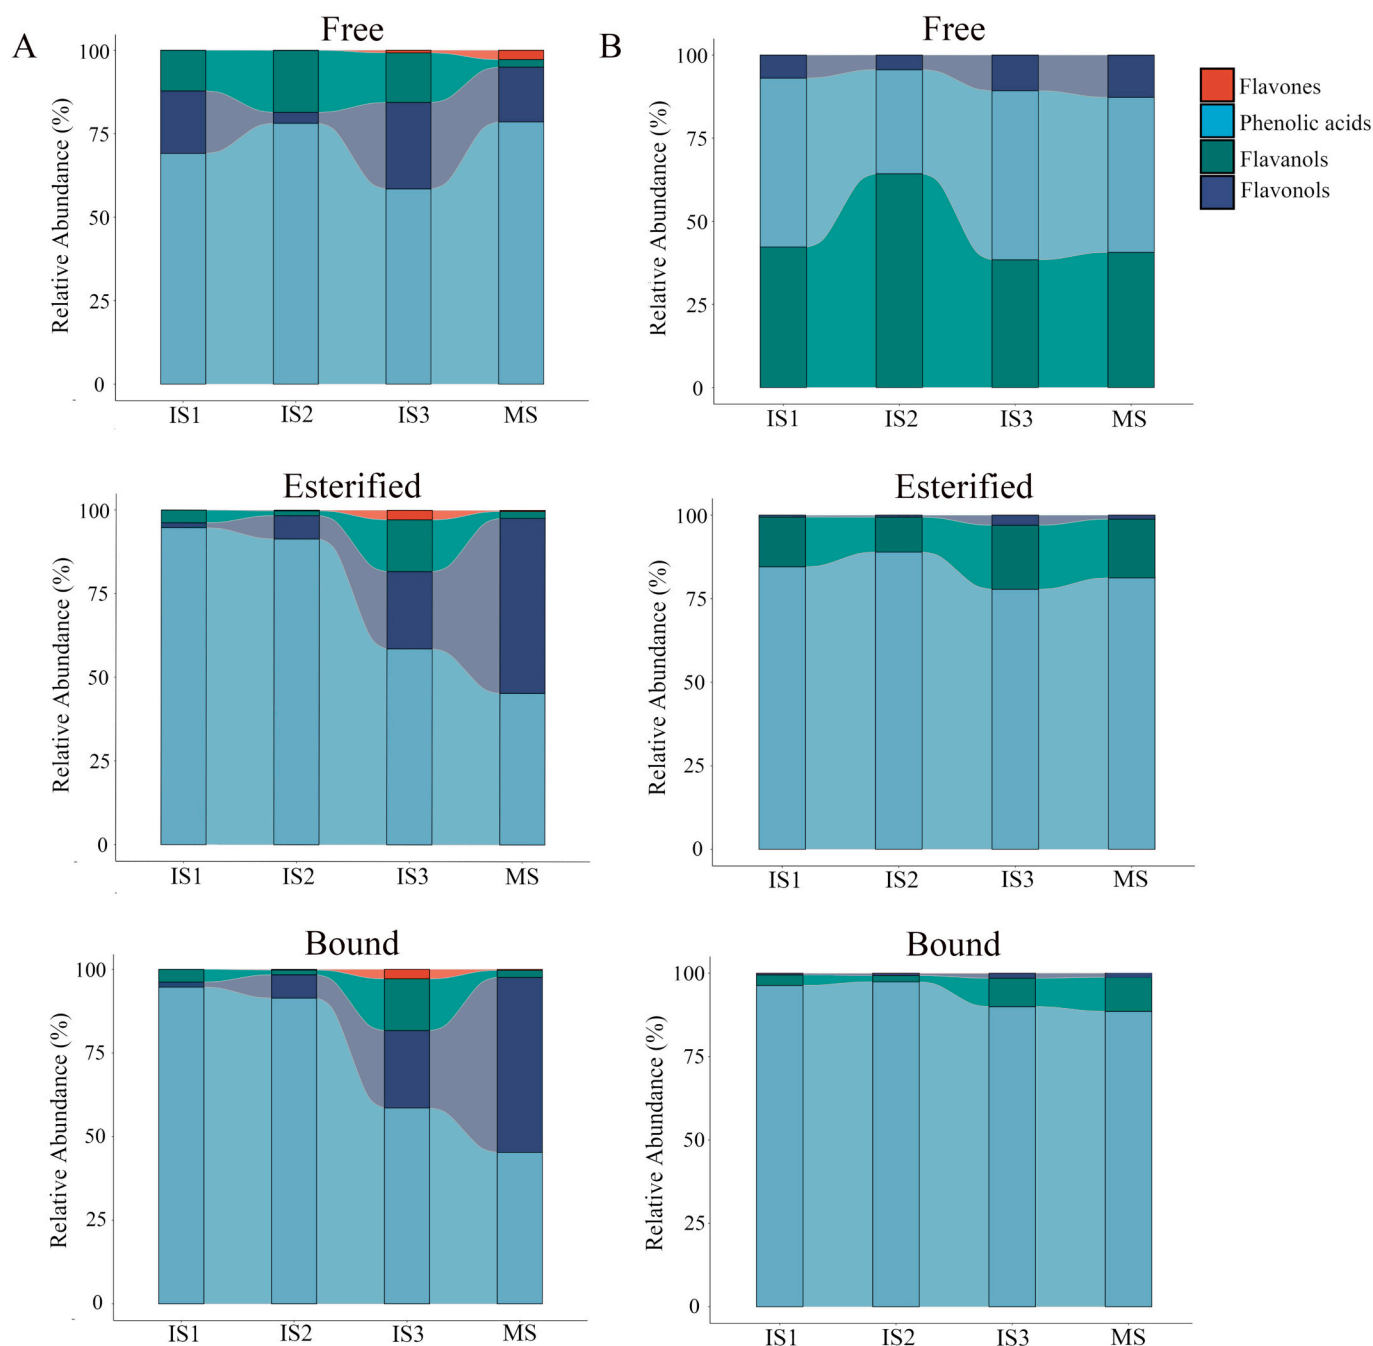 A
Free
Relative Abundance (%)
100
75
50
25
0
IS1 IS2 IS3 MS
B
Free
Relative Abundance (%)
100
75
50
25
0
IS1 IS2 IS3 MS
Flavones
Phenolic acids
Flavanols
Flavonols
Esterified
Relative Abundance (%)
100
75
50
25
0
IS1 IS2 IS3 MS
Esterified
Relative Abundance (%)
100
75
50
25
0
IS1 IS2 IS3 MS
Bound
Relative Abundance (%)
100
75
50
25
0
IS1 IS2 IS3 MS
Bound
Relative Abundance (%)
100
75
50
25
0
IS1 IS2 IS3 MS